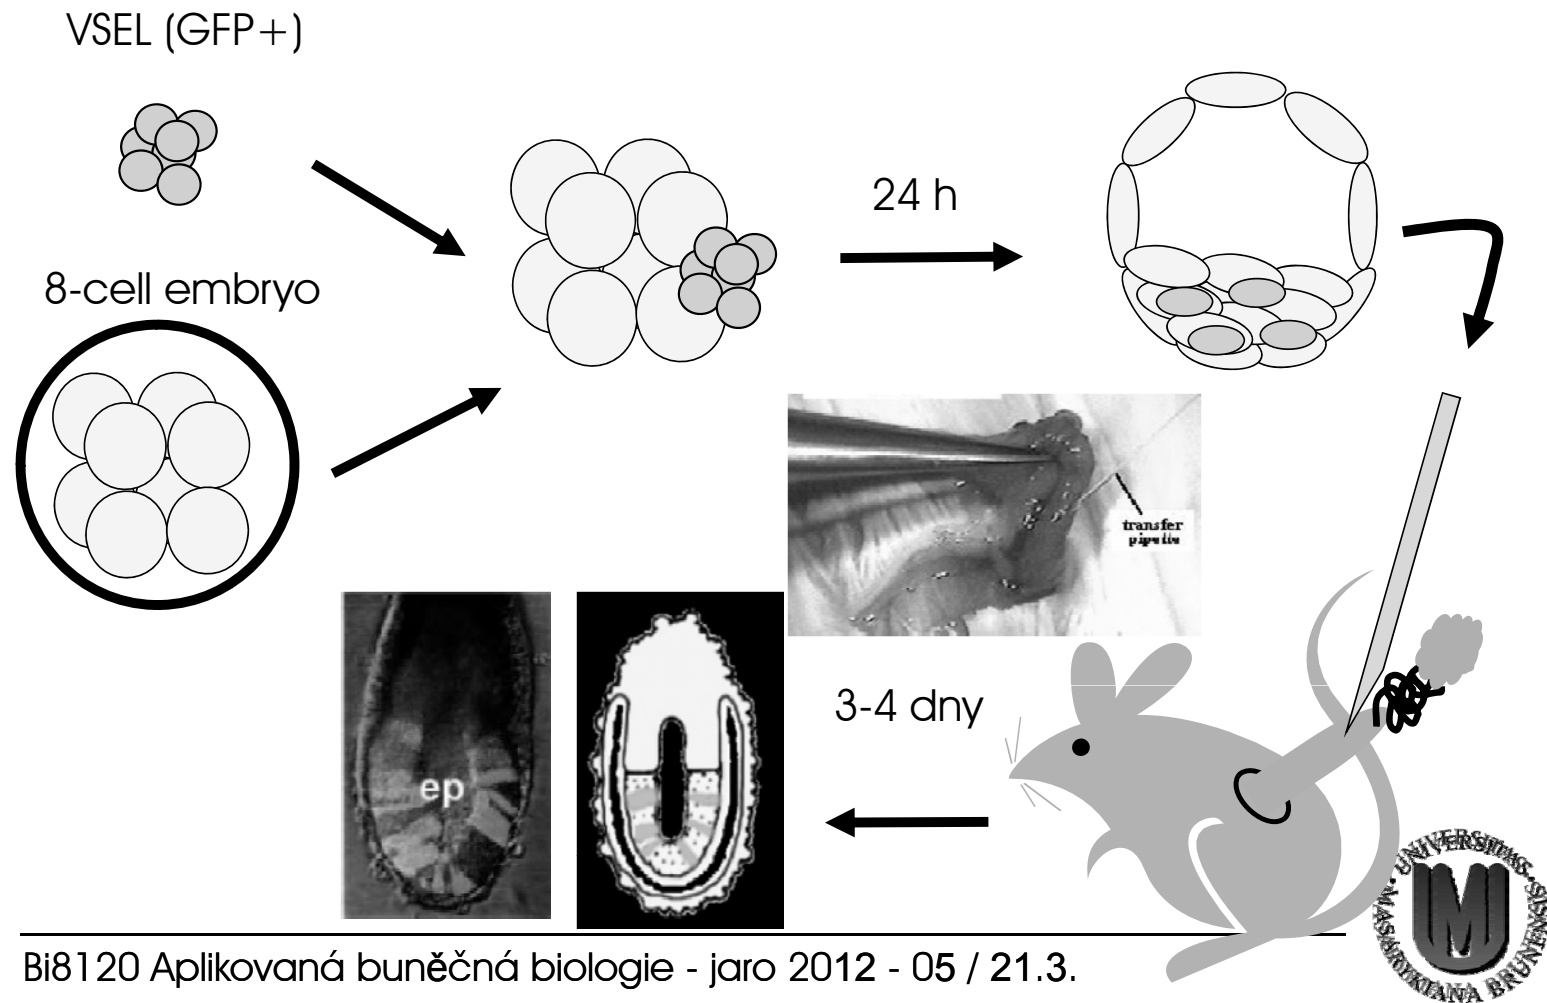 VSEL (GFP+)
24 h
8-cell embryo
transfer
pipette
3-4 dny
ep
UNIVERSITAS
MASARYKIANA BRUNENSIS
Bi8120 Aplikovaná buněčná biologie - jaro 2012 - 05 / 21.3.